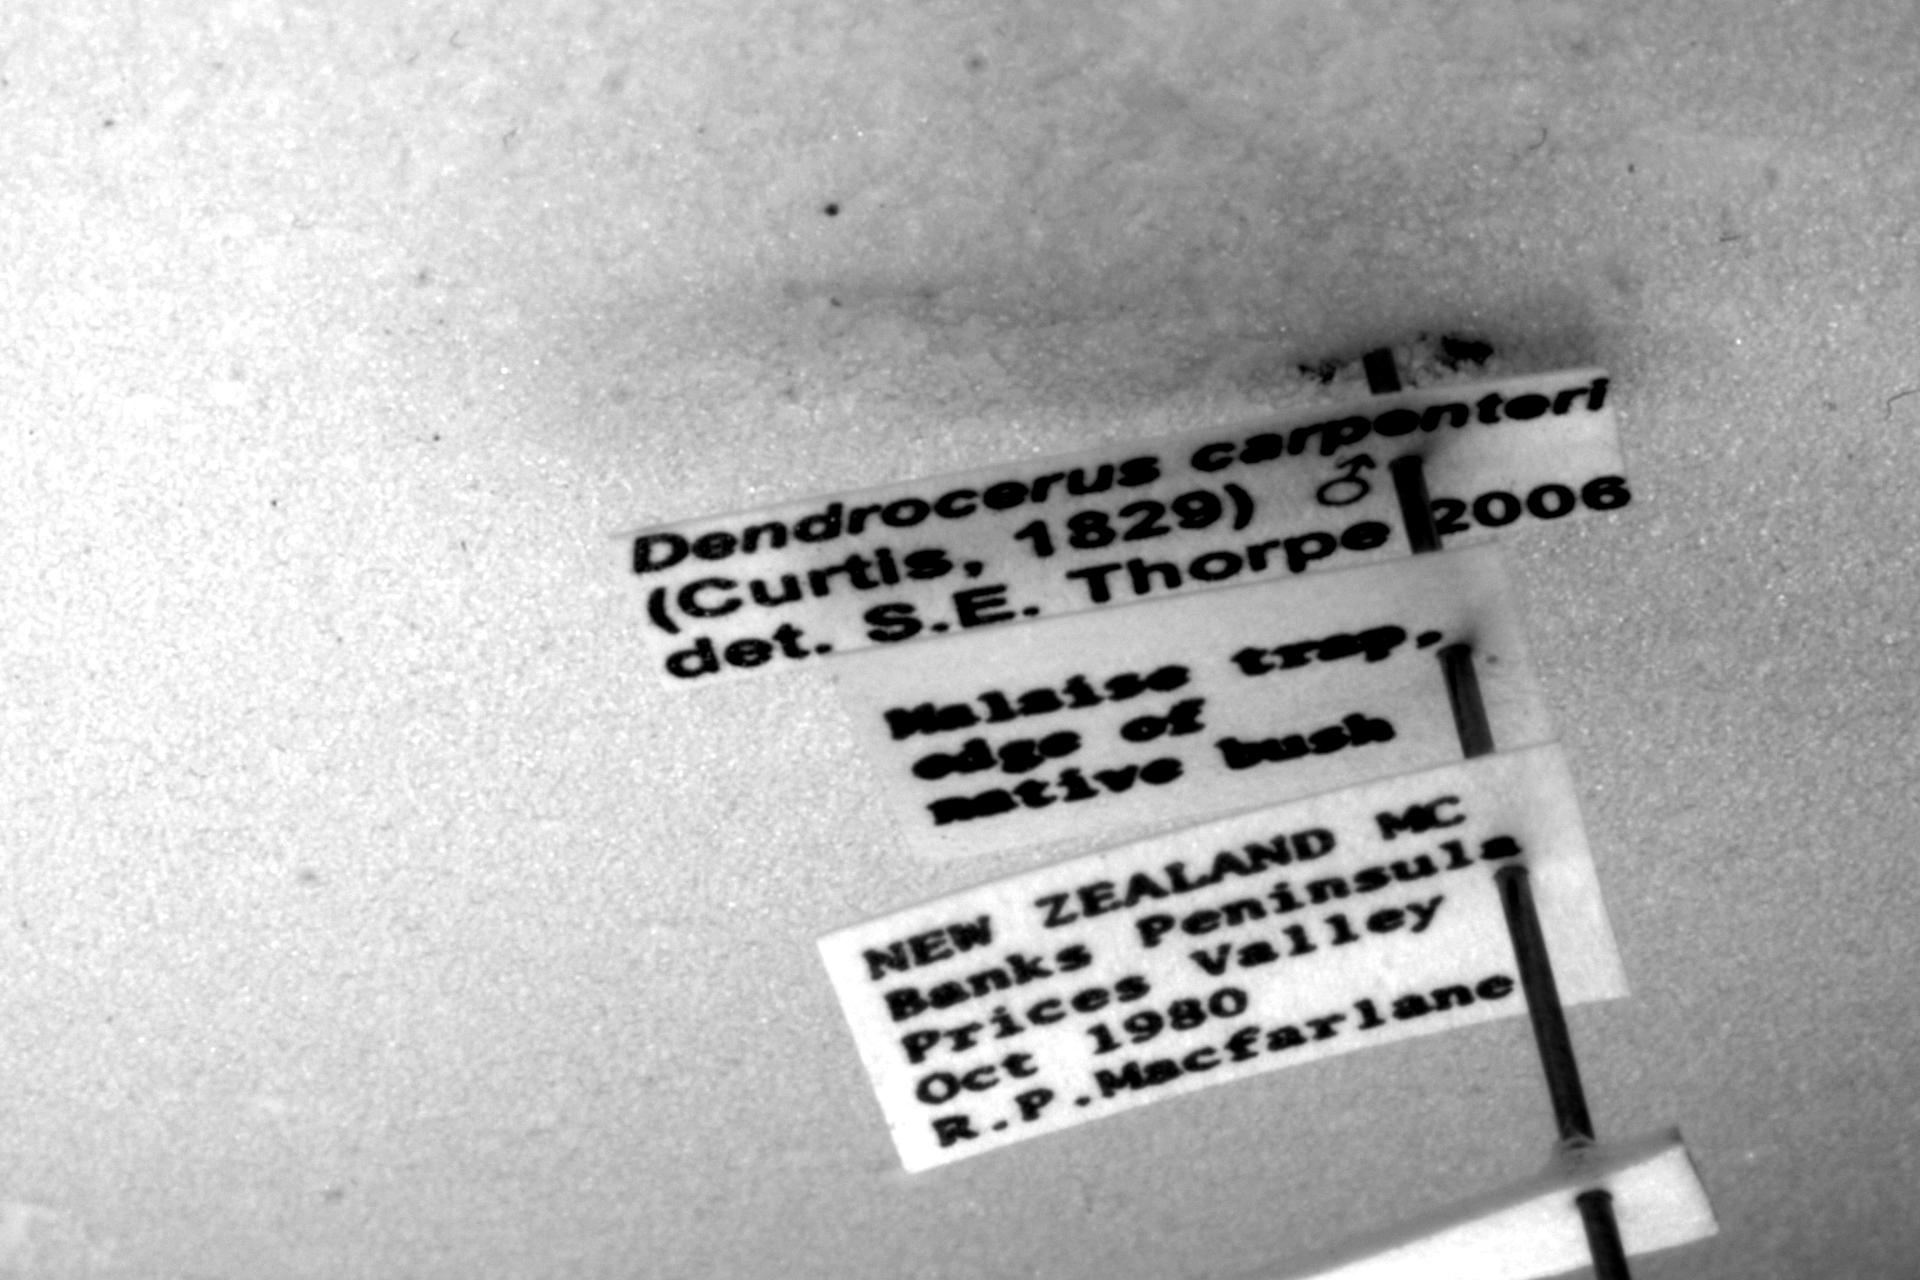 Dendrocerus carpenteri
(Curtis, 1829) ♂
det. S.E. Thorpe 2006
Malaise trap,
edge of
native bush
NEW ZEALAND MC
Banks Peninsula
Prices Valley
Oct 1980
R.P.Macfarlane